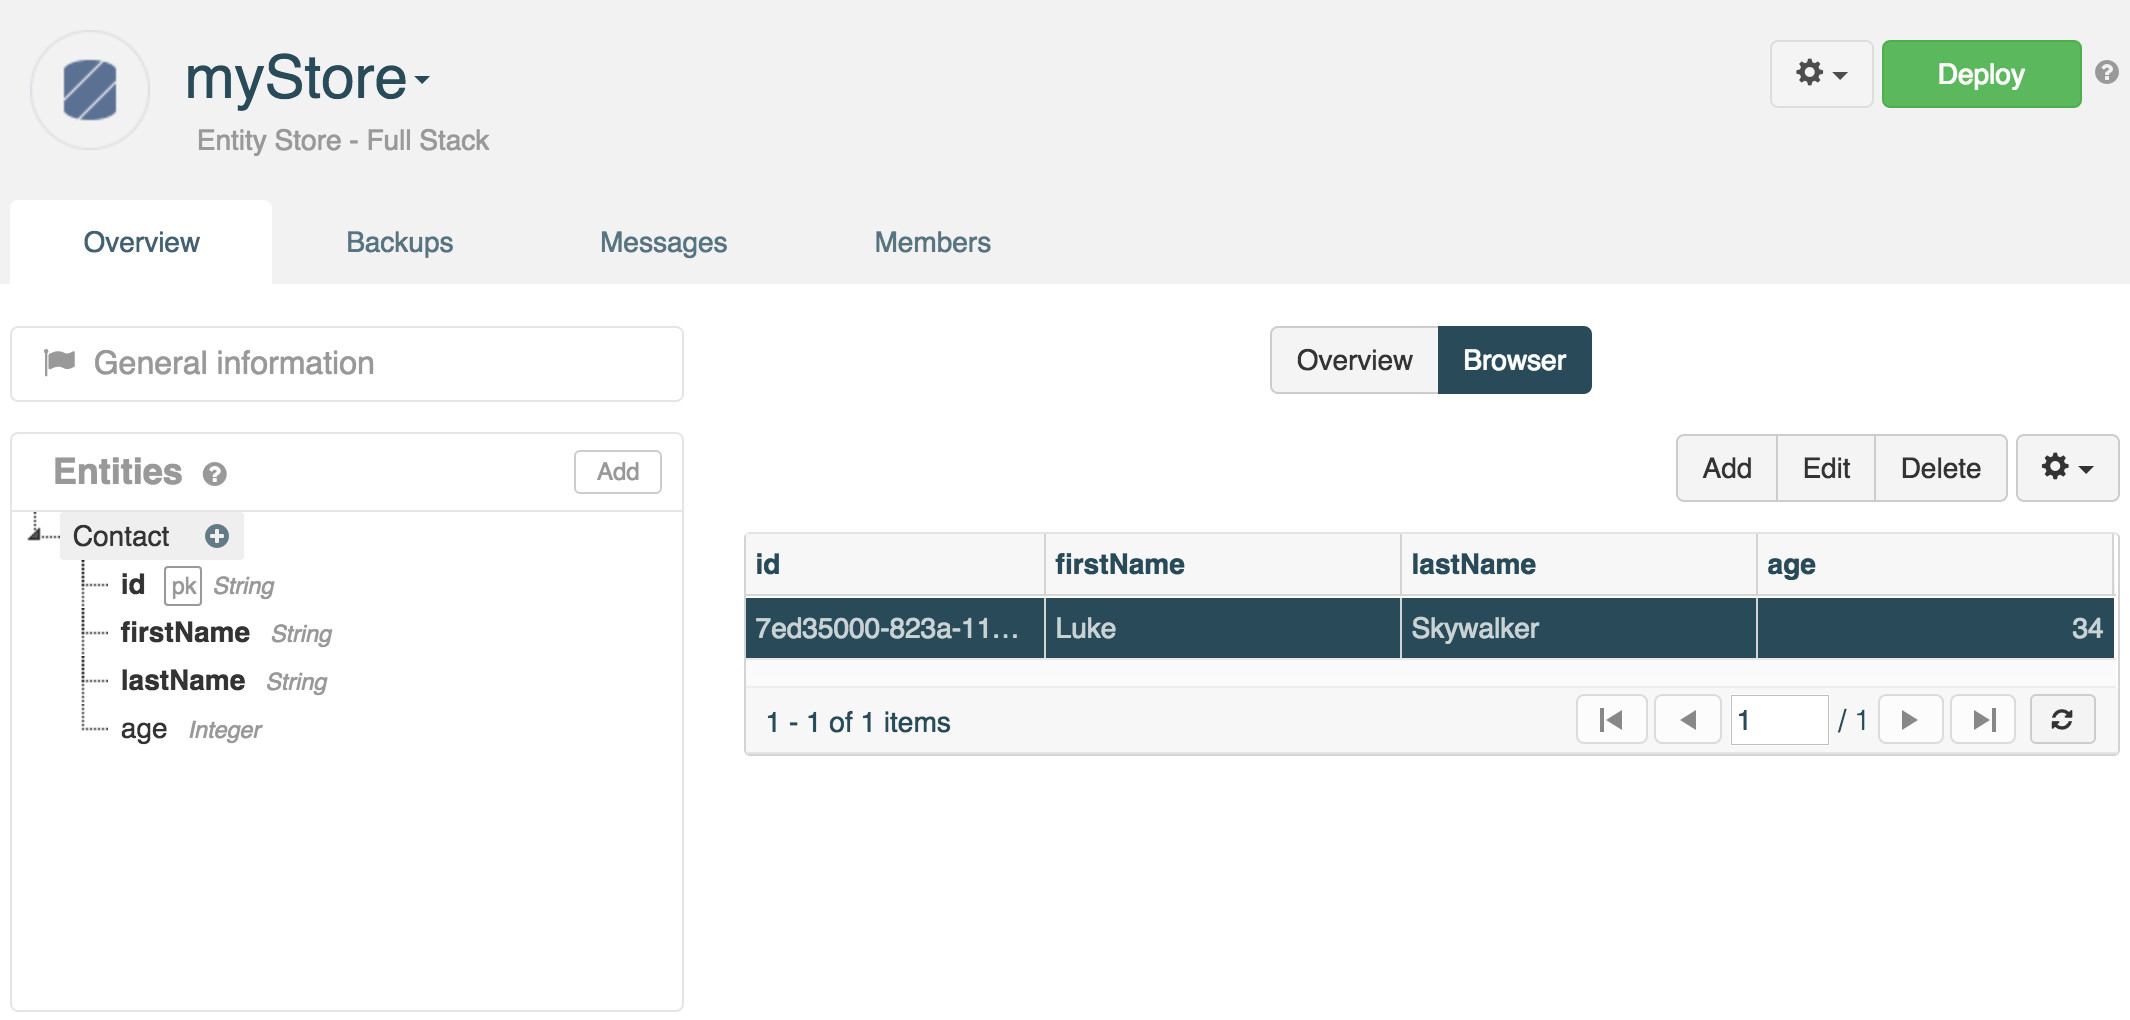 myStore
Entity Store - Full Stack
Deploy
Overview
Backups
Messages
Members
General information
Entities
Add
Contact
id pk String
firstName String
lastName String
age Integer
Overview
Browser
Add
Edit
Delete
id firstName lastName age
7ed35000-823a-11... Luke Skywalker 34
1 - 1 of 1 items
1 / 1